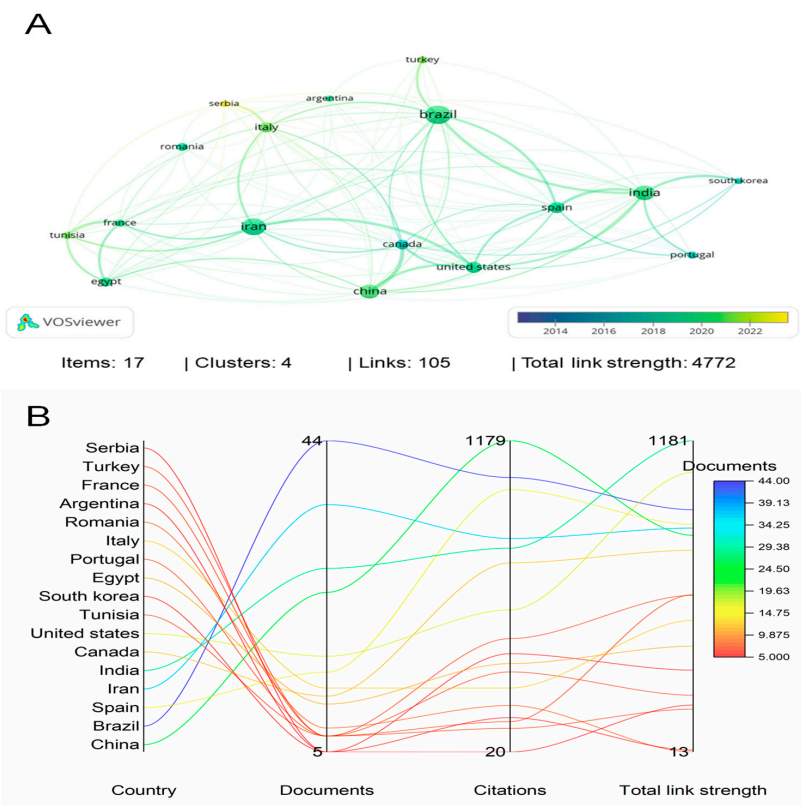 A
turkey
serbia
argentina
brazil
italy
romania
south korea
india
spain
france
iran
tunisia
canada
portugal
united states
egypt
china
VOSviewer
2014 2016 2018 2020 2022
Items: 17 | Clusters: 4 | Links: 105 | Total link strength: 4772
B
44 1179 1181
Serbia
Turkey
France
Argentina
Romania
Italy
Portugal
Egypt
South korea
Tunisia
United states
Canada
India
Iran
Spain
Brazil
China
5 20 13
Documents
44.00
39.13
34.25
29.38
24.50
19.63
14.75
9.875
5.000
Country Documents Citations Total link strength